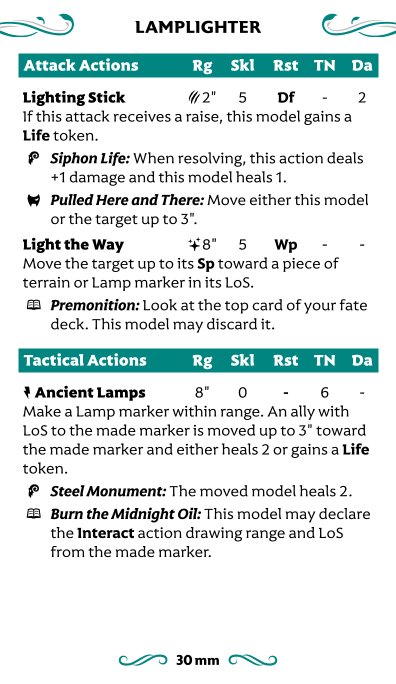 LAMPLIGHTER
Attack Actions Rg Skl Rst TN Da
Lighting Stick 2" 5 Df - 2
If this attack receives a raise, this model gains a
Life token.
Siphon Life: When resolving, this action deals
+1 damage and this model heals 1.
Pulled Here and There: Move either this model
or the target up to 3".
Light the Way 8" 5 Wp - -
Move the target up to its Sp toward a piece of
terrain or Lamp marker in its LoS.
Premonition: Look at the top card of your fate
deck. This model may discard it.
Tactical Actions Rg Skl Rst TN Da
Ancient Lamps 8" 0 - 6 -
Make a Lamp marker within range. An ally with
LoS to the made marker is moved up to 3" toward
the made marker and either heals 2 or gains a Life
token.
Steel Monument: The moved model heals 2.
Burn the Midnight Oil: This model may declare
the Interact action drawing range and LoS
from the made marker.
30 mm